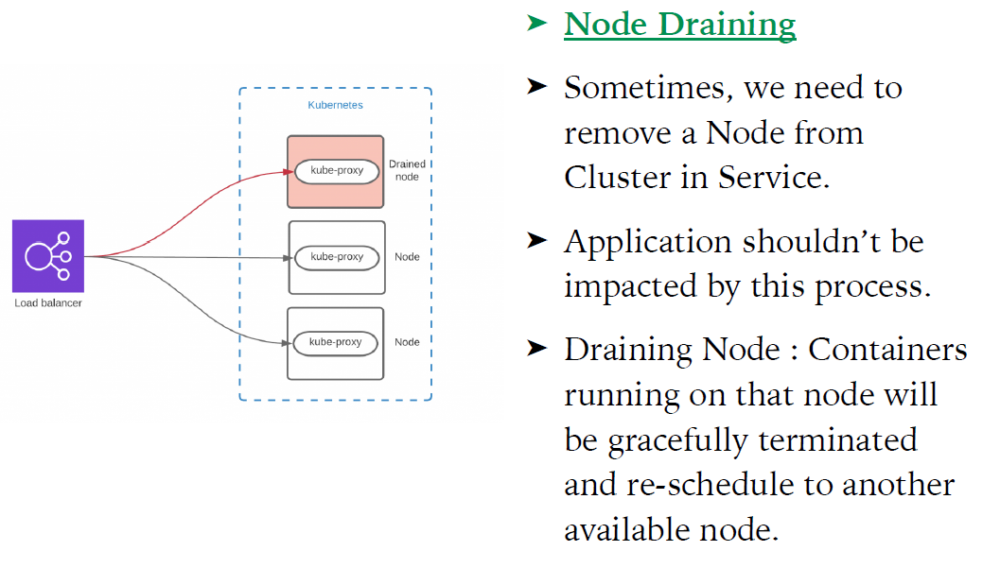 Kubernetes
kube-proxy
Drained
node
kube-proxy
Node
kube-proxy
Node
Load balancer
➤ Node Draining
➤ Sometimes, we need to
remove a Node from
Cluster in Service.
➤ Application shouldn’t be
impacted by this process.
➤ Draining Node : Containers
running on that node will
be gracefully terminated
and re-schedule to another
available node.